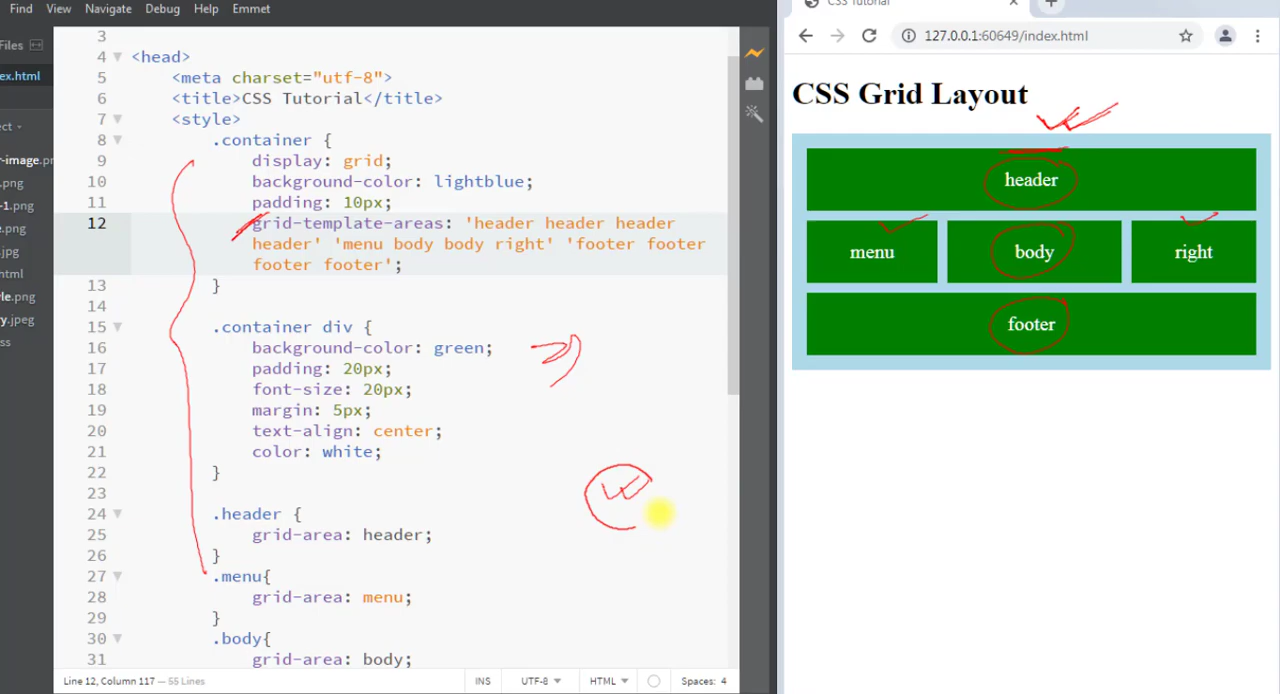 Find View Navigate Debug Help Emmet
Files
ex.html
ect
r-image.pn
.png
-1.png
e.png
.jpg
html
le.png
ry.jpeg
ss
3
4 <head>
5 <meta charset="utf-8">
6 <title>CSS Tutorial</title>
7 <style>
8 .container {
9 display: grid;
10 background-color: lightblue;
11 padding: 10px;
12 grid-template-areas: 'header header header
header' 'menu body body right' 'footer footer
footer footer';
13 }
14
15 .container div {
16 background-color: green;
17 padding: 20px;
18 font-size: 20px;
19 margin: 5px;
20 text-align: center;
21 color: white;
22 }
23
24 .header {
25 grid-area: header;
26 }
27 .menu{
28 grid-area: menu;
29 }
30 .body{
31 grid-area: body;
Line 12, Column 117 — 55 Lines
INS UTF-8 HTML Spaces: 4
CSS Tutorial
127.0.0.1:60649/index.html
CSS Grid Layout
header
menu body right
footer